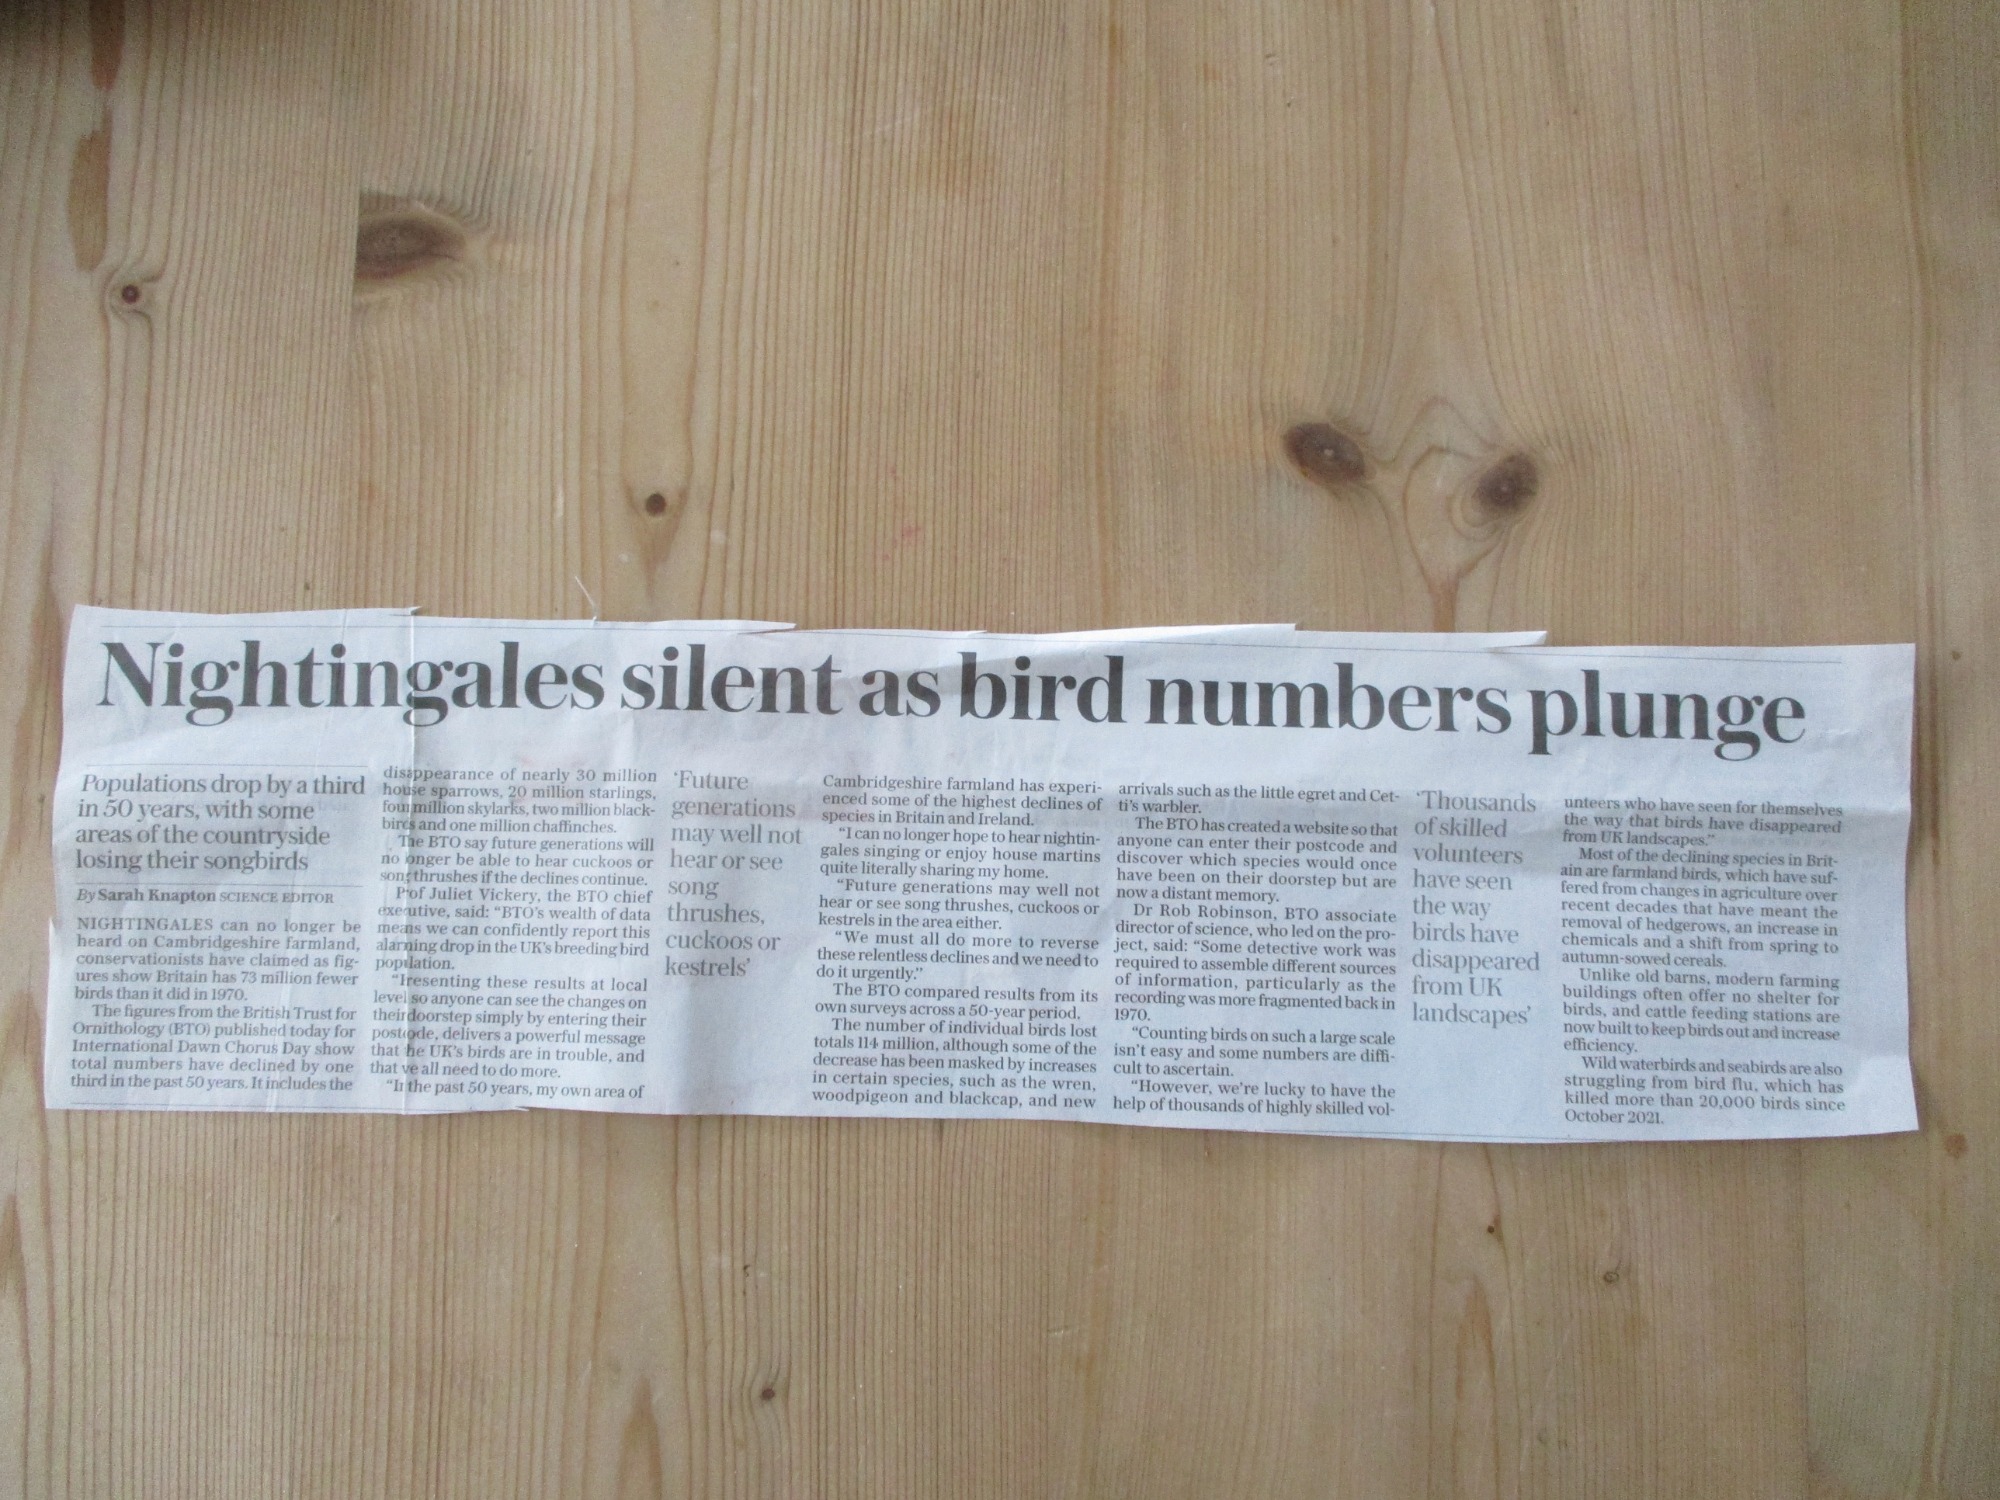 Nightingales silent as bird numbers plunge
Populations drop by a third
in 50 years, with some
areas of the countryside
losing their songbirds
By Sarah Knapton SCIENCE EDITOR
NIGHTINGALES can no longer be
heard on Cambridgeshire farmland,
conservationists have claimed as fig-
ures show Britain has 73 million fewer
birds than it did in 1970.
The figures from the British Trust for
Ornithology (BTO) published today for
International Dawn Chorus Day show
total numbers have declined by one
third in the past 50 years. It includes the
disappearance of nearly 30 million
house sparrows, 20 million starlings,
four million skylarks, two million black-
birds and one million chaffinches.
The BTO say future generations will
no longer be able to hear cuckoos or
song thrushes if the declines continue.
Prof Juliet Vickery, the BTO chief
executive, said: “BTO’s wealth of data
means we can confidently report this
alarming drop in the UK’s breeding bird
population.
“Presenting these results at local
level so anyone can see the changes on
their doorstep simply by entering their
postcode, delivers a powerful message
that the UK’s birds are in trouble, and
that we all need to do more.
“In the past 50 years, my own area of
‘Future
generations
may well not
hear or see
song
thrushes,
cuckoos or
kestrels’
Cambridgeshire farmland has experi-
enced some of the highest declines of
species in Britain and Ireland.
“I can no longer hope to hear nightin-
gales singing or enjoy house martins
quite literally sharing my home.
“Future generations may well not
hear or see song thrushes, cuckoos or
kestrels in the area either.
“We must all do more to reverse
these relentless declines and we need to
do it urgently.”
The BTO compared results from its
own surveys across a 50-year period.
The number of individual birds lost
totals 114 million, although some of the
decrease has been masked by increases
in certain species, such as the wren,
woodpigeon and blackcap, and new
arrivals such as the little egret and Cet-
ti’s warbler.
The BTO has created a website so that
anyone can enter their postcode and
discover which species would once
have been on their doorstep but are
now a distant memory.
Dr Rob Robinson, BTO associate
director of science, who led on the pro-
ject, said: “Some detective work was
required to assemble different sources
of information, particularly as the
recording was more fragmented back in
1970.
“Counting birds on such a large scale
isn’t easy and some numbers are diffi-
cult to ascertain.
“However, we’re lucky to have the
help of thousands of highly skilled vol-
‘Thousands
of skilled
volunteers
have seen
the way
birds have
disappeared
from UK
landscapes’
unteers who have seen for themselves
the way that birds have disappeared
from UK landscapes.”
Most of the declining species in Brit-
ain are farmland birds, which have suf-
fered from changes in agriculture over
recent decades that have meant the
removal of hedgerows, an increase in
chemicals and a shift from spring to
autumn-sowed cereals.
Unlike old barns, modern farming
buildings often offer no shelter for
birds, and cattle feeding stations are
now built to keep birds out and increase
efficiency.
Wild waterbirds and seabirds are also
struggling from bird flu, which has
killed more than 20,000 birds since
October 2021.